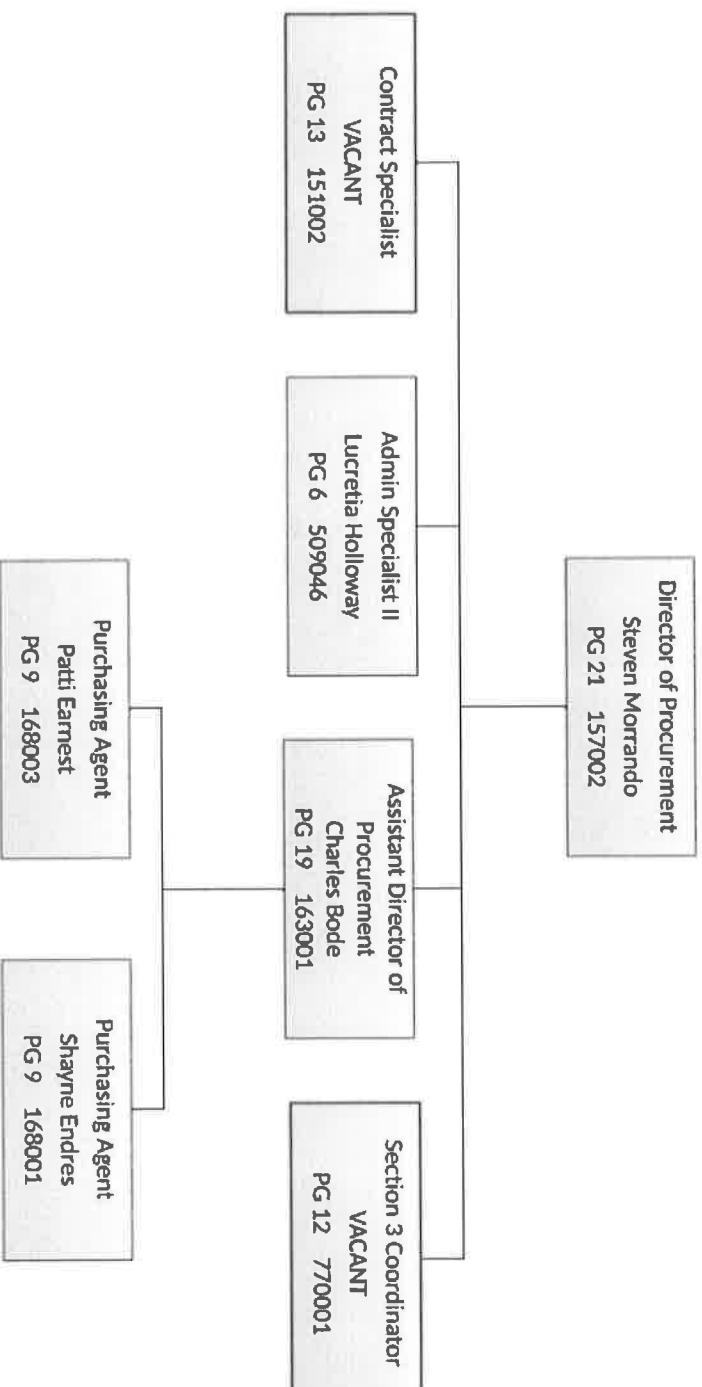 Director of Procurement
Steven Morrando
PG 21 157002
Contract Specialist
VACANT
PG 13 151002
Admin Specialist II
Lucretia Holloway
PG 6 509046
Assistant Director of
Procurement
Charles Bode
PG 19 163001
Section 3 Coordinator
VACANT
PG 12 770001
Purchasing Agent
Patti Earnest
PG 9 168003
Purchasing Agent
Shayne Endres
PG 9 168001